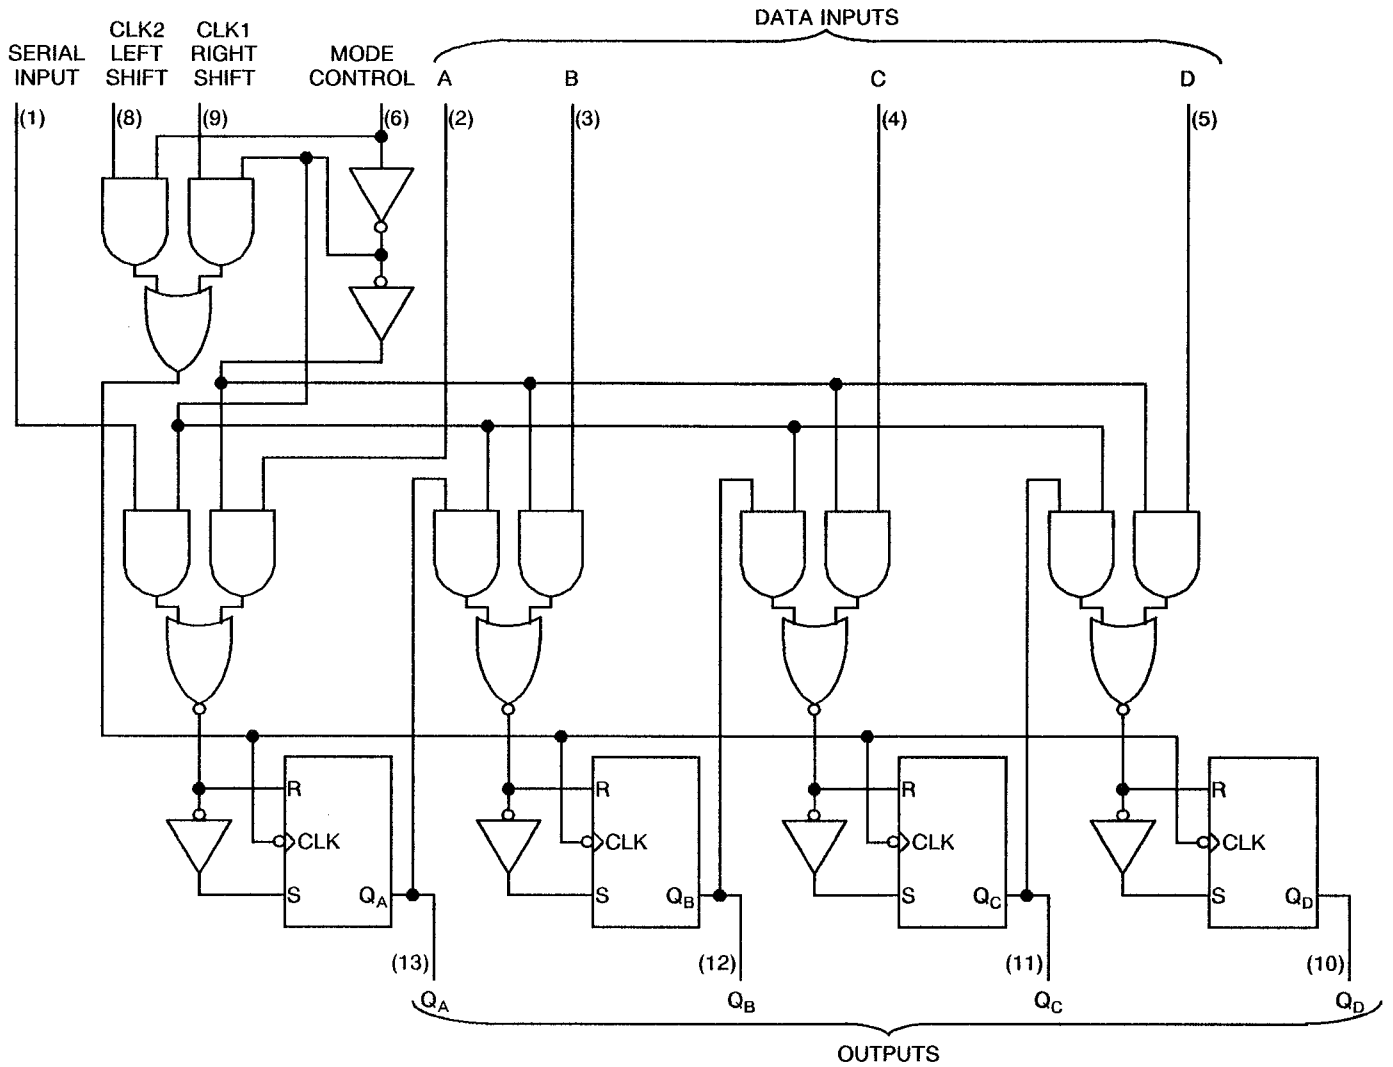 DATA INPUTS
SERIAL INPUT
CLK2 LEFT SHIFT
CLK1 RIGHT SHIFT
MODE CONTROL
A
B
C
D
(1)
(8)
(9)
(6)
(2)
(3)
(4)
(5)
R
CLK
S
QA
R
CLK
S
QB
R
CLK
S
QC
R
CLK
S
QD
(13)
(12)
(11)
(10)
QA
QB
QC
QD
OUTPUTS